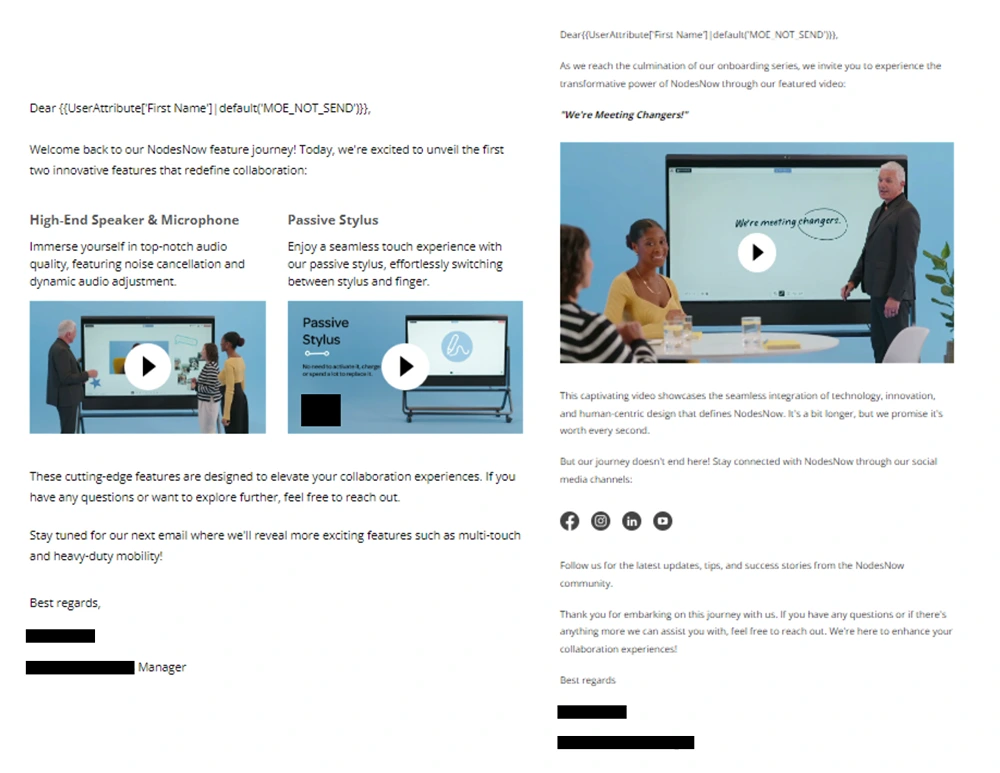 Dear {{UserAttribute['First Name']|default('MOE_NOT_SEND')}},
Welcome back to our NodesNow feature journey! Today, we're excited to unveil the first
two innovative features that redefine collaboration:
High-End Speaker & Microphone
Immerse yourself in top-notch audio
quality, featuring noise cancellation and
dynamic audio adjustment.
Passive Stylus
Enjoy a seamless touch experience with
our passive stylus, effortlessly switching
between stylus and finger.
Passive
Stylus
No need to activate it, charge
or spend a lot to replace it.
These cutting-edge features are designed to elevate your collaboration experiences. If you
have any questions or want to explore further, feel free to reach out.
Stay tuned for our next email where we'll reveal more exciting features such as multi-touch
and heavy-duty mobility!
Best regards,
Manager
Dear{{UserAttribute['First Name']|default('MOE_NOT_SEND')}},
As we reach the culmination of our onboarding series, we invite you to experience the
transformative power of NodesNow through our featured video:
"We're Meeting Changers!"
We're meeting changers.
This captivating video showcases the seamless integration of technology, innovation,
and human-centric design that defines NodesNow. It's a bit longer, but we promise it's
worth every second.
But our journey doesn't end here! Stay connected with NodesNow through our social
media channels:
Follow us for the latest updates, tips, and success stories from the NodesNow
community.
Thank you for embarking on this journey with us. If you have any questions or if there's
anything more we can assist you with, feel free to reach out. We're here to enhance your
collaboration experiences!
Best regards